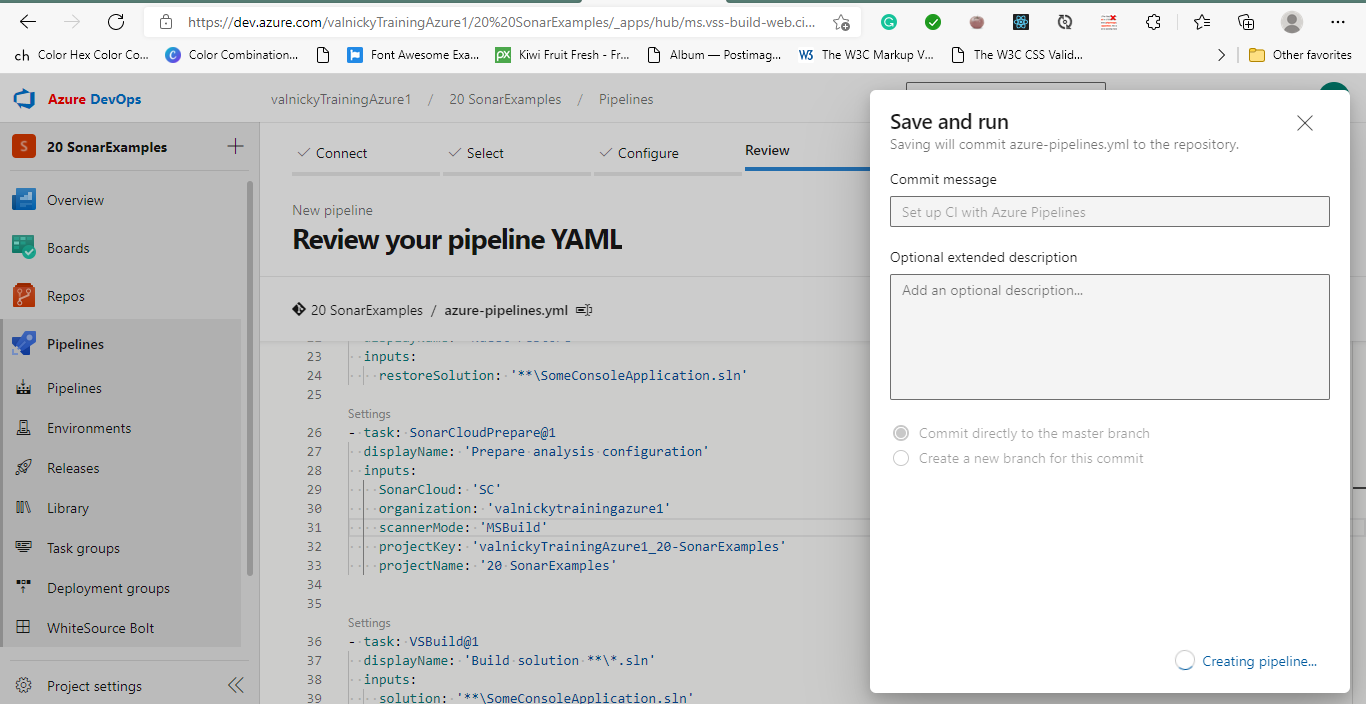 https://dev.azure.com/valnickyTrainingAzure1/20%20SonarExamples/_apps/hub/ms.vss-build-web.ci...
ch Color Hex Color Co... Color Combination... Font Awesome Exa... px Kiwi Fruit Fresh - Fr... Album — Postimag... W3 The W3C Markup V... The W3C CSS Valid... Other favorites
Azure DevOps
valnickyTrainingAzure1 / 20 SonarExamples / Pipelines
S 20 SonarExamples
Overview
Boards
Repos
Pipelines
Pipelines
Environments
Releases
Library
Task groups
Deployment groups
WhiteSource Bolt
Project settings
Connect Select Configure Review
New pipeline
Review your pipeline YAML
20 SonarExamples / azure-pipelines.yml
23 inputs:
24 restoreSolution: '**\SomeConsoleApplication.sln'
25
Settings
26 - task: SonarCloudPrepare@1
27 displayName: 'Prepare analysis configuration'
28 inputs:
29 SonarCloud: 'SC'
30 organization: 'valnickytrainingazure1'
31 scannerMode: 'MSBuild'
32 projectKey: 'valnickyTrainingAzure1_20-SonarExamples'
33 projectName: '20 SonarExamples'
34
35
Settings
36 - task: VSBuild@1
37 displayName: 'Build solution **\*.sln'
38 inputs:
39 solution: '**\SomeConsoleApplication.sln'
Save and run
Saving will commit azure-pipelines.yml to the repository.
Commit message
Set up CI with Azure Pipelines
Optional extended description
Add an optional description...
Commit directly to the master branch
Create a new branch for this commit
Creating pipeline...